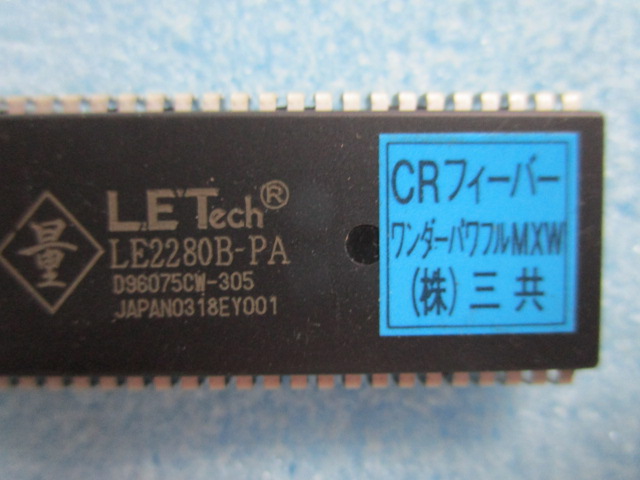 量
LETech®
LE2280B-PA
D96075CW-305
JAPAN0318EY001
CRフィーバー
ワンダーパワフルMXW
(株)三共